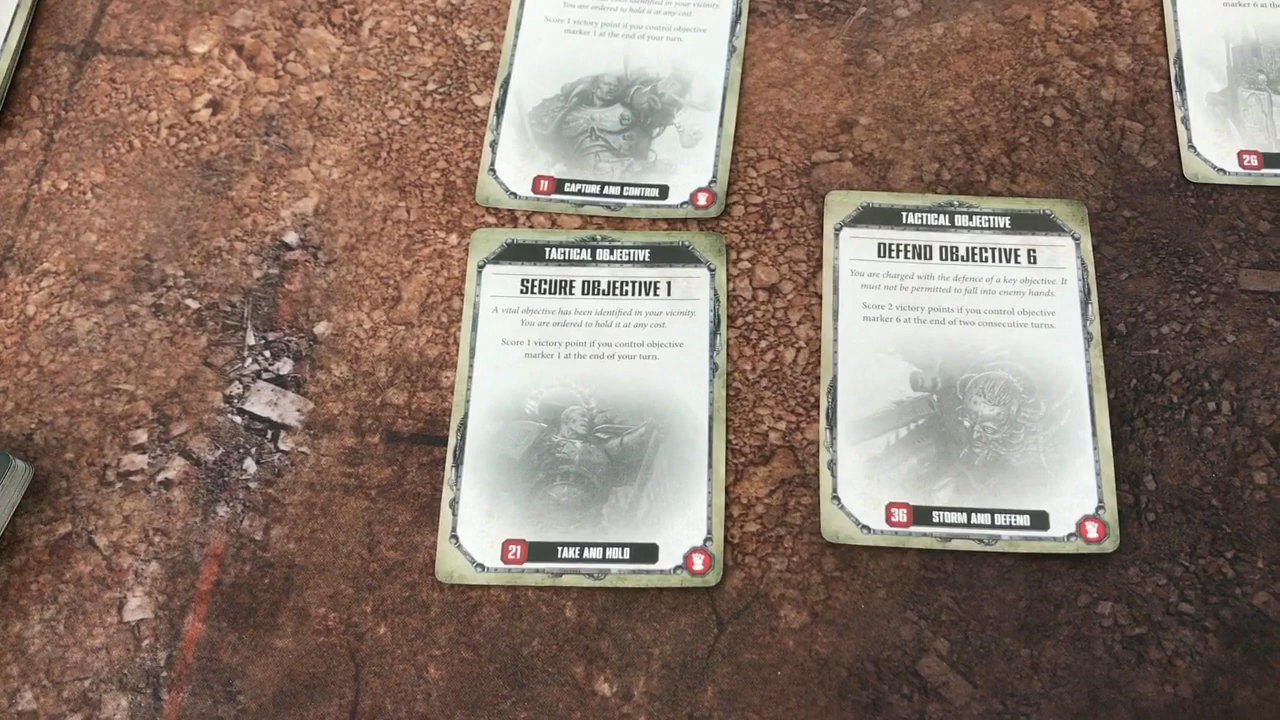 been identified in your vicinity.
You are ordered to hold it at any cost.
Score 1 victory point if you control objective
marker 1 at the end of your turn.
11 CAPTURE AND CONTROL
marker 6 at the
26
TACTICAL OBJECTIVE
SECURE OBJECTIVE 1
A vital objective has been identified in your vicinity.
You are ordered to hold it at any cost.
Score 1 victory point if you control objective
marker 1 at the end of your turn.
21 TAKE AND HOLD
TACTICAL OBJECTIVE
DEFEND OBJECTIVE 6
You are charged with the defence of a key objective. It
must not be permitted to fall into enemy hands.
Score 2 victory points if you control objective
marker 6 at the end of two consecutive turns.
36 STORM AND DEFEND